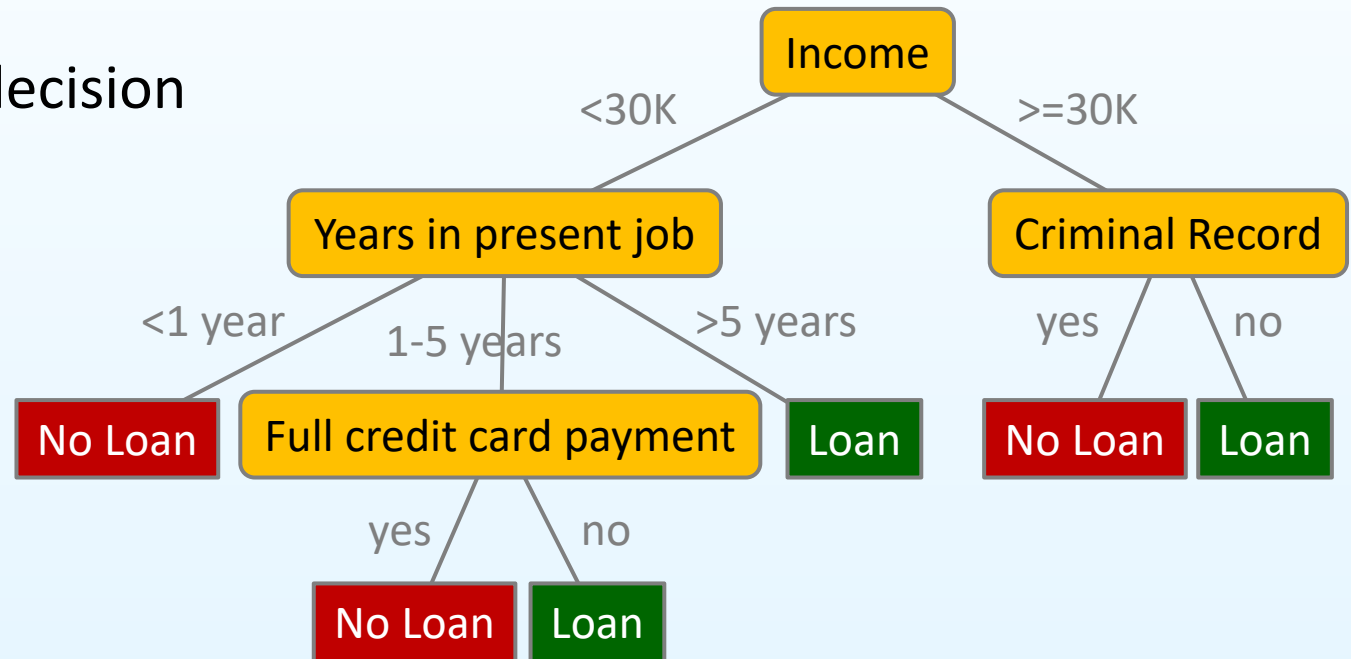 Income
<30K
>=30K
Years in present job
Criminal Record
<1 year
1-5 years
>5 years
yes
no
No Loan
Full credit card payment
Loan
No Loan
Loan
yes
no
No Loan
Loan